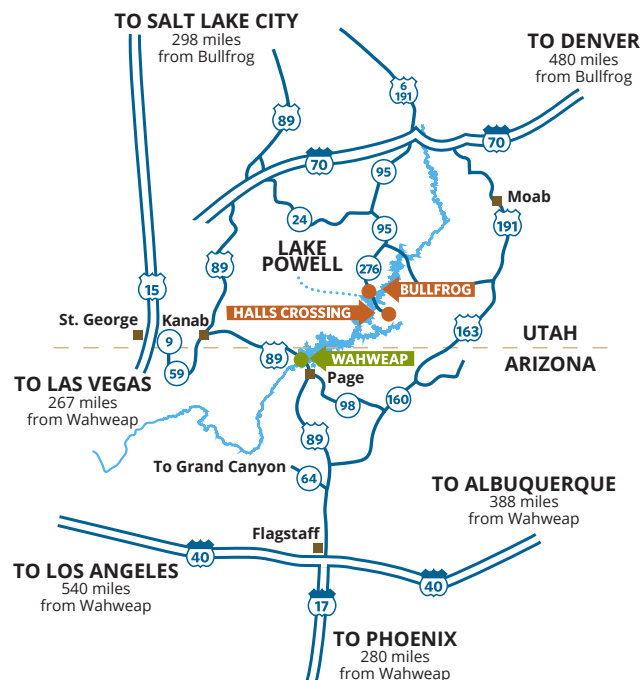 TO SALT LAKE CITY
298 miles
from Bullfrog
TO DENVER
480 miles
from Bullfrog
6
191
89
70
70
95
Moab
24
95
191
LAKE
POWELL
89
276
BULLFROG
15
HALLS CROSSING
St. George
Kanab
9
163
UTAH
89
WAHWEAP
ARIZONA
59
Page
TO LAS VEGAS
267 miles
from Wahweap
98
160
89
To Grand Canyon
64
TO ALBUQUERQUE
388 miles
from Wahweap
Flagstaff
40
TO LOS ANGELES
540 miles
from Wahweap
40
17
TO PHOENIX
280 miles
from Wahweap